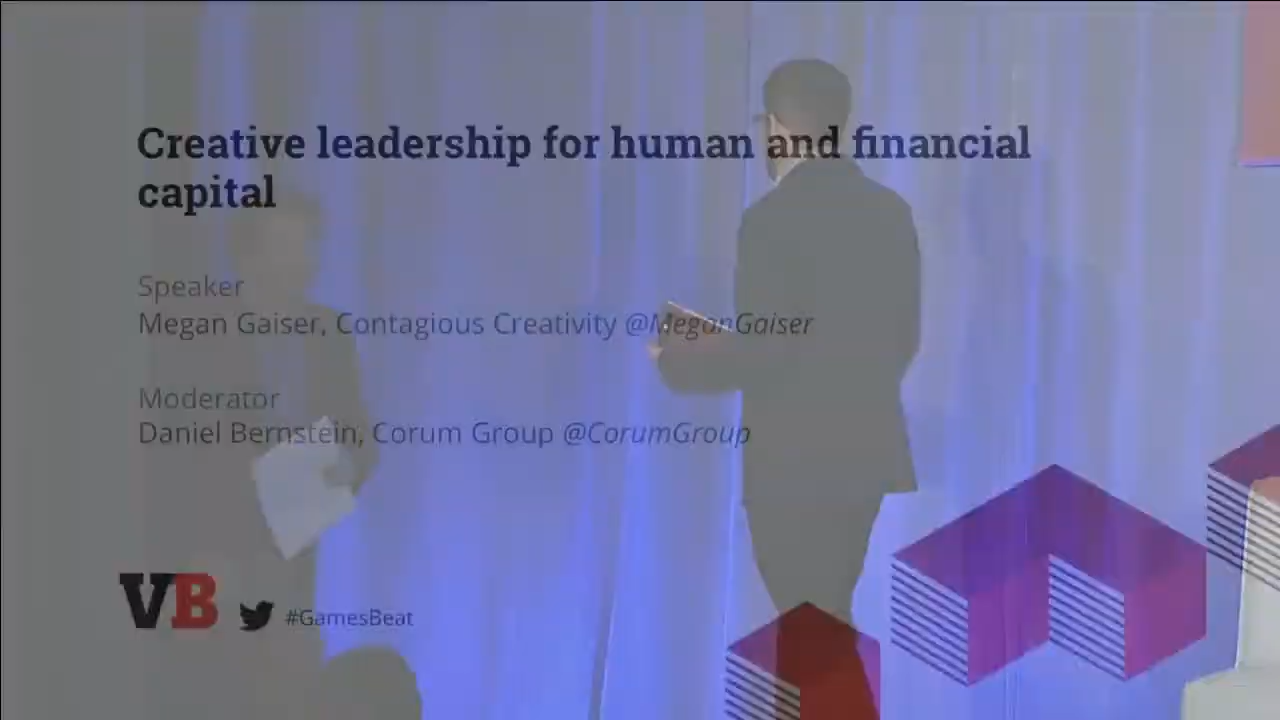 Creative leadership for human and financial
capital
Speaker
Megan Gaiser, Contagious Creativity @MeganGaiser
Moderator
Daniel Bernstein, Corum Group @CorumGroup
VB #GamesBeat